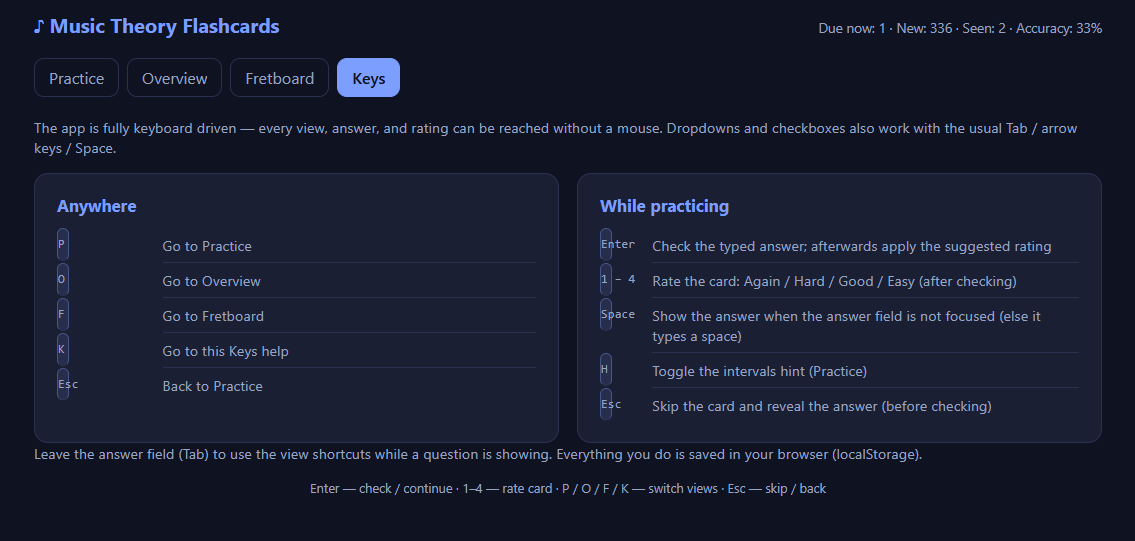 ♪ Music Theory Flashcards
Due now: 1 · New: 336 · Seen: 2 · Accuracy: 33%
Practice
Overview
Fretboard
Keys
The app is fully keyboard driven — every view, answer, and rating can be reached without a mouse. Dropdowns and checkboxes also work with the usual Tab / arrow
keys / Space.
Anywhere
P Go to Practice
O Go to Overview
F Go to Fretboard
K Go to this Keys help
Esc Back to Practice
While practicing
Enter Check the typed answer; afterwards apply the suggested rating
1 – 4 Rate the card: Again / Hard / Good / Easy (after checking)
Space Show the answer when the answer field is not focused (else it
types a space)
H Toggle the intervals hint (Practice)
Esc Skip the card and reveal the answer (before checking)
Leave the answer field (Tab) to use the view shortcuts while a question is showing. Everything you do is saved in your browser (localStorage).
Enter — check / continue · 1–4 — rate card · P / O / F / K — switch views · Esc — skip / back